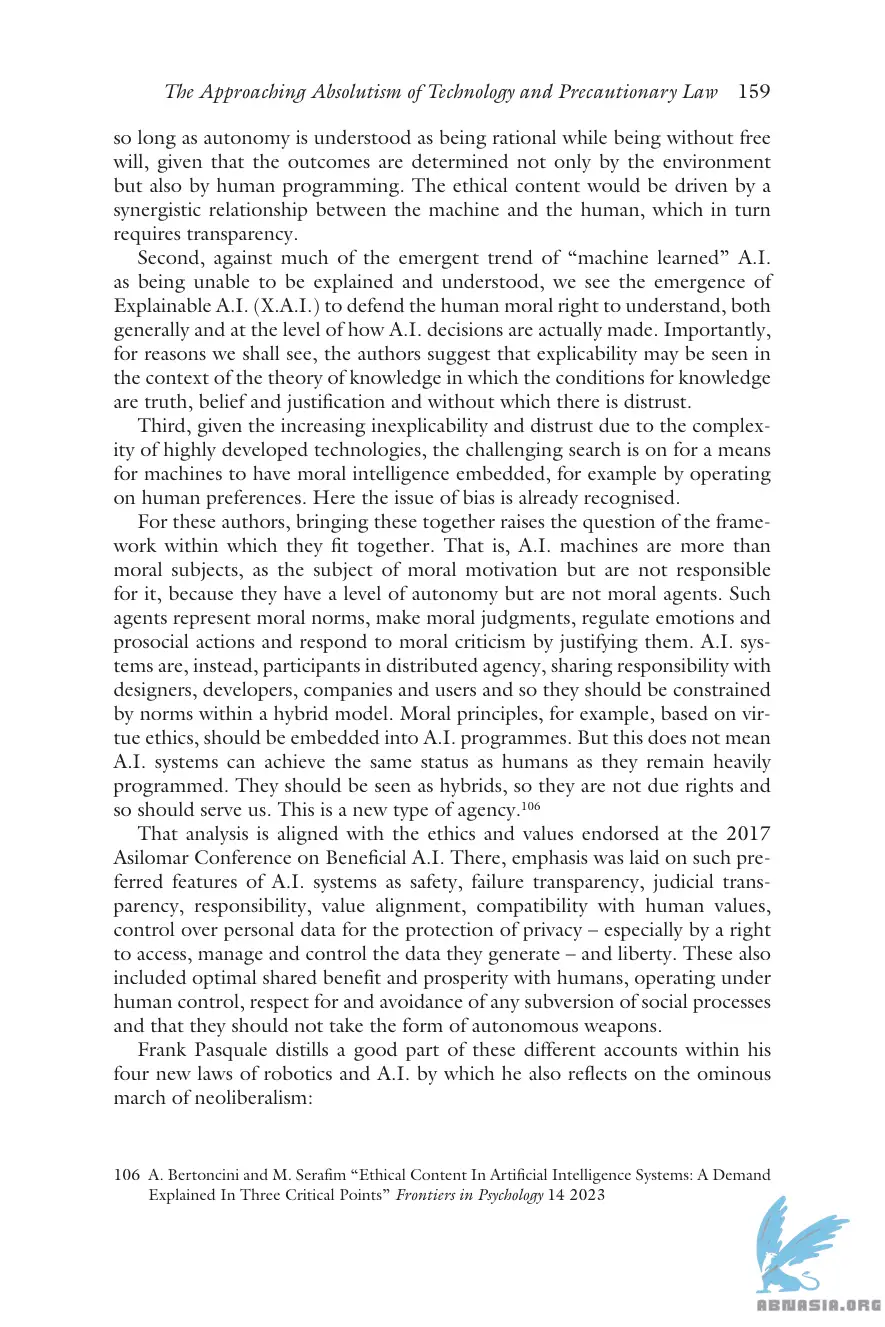 The Approaching Absolutism of Technology and Precautionary Law 159
so long as autonomy is understood as being rational while being without free
will, given that the outcomes are determined not only by the environment
but also by human programming. The ethical content would be driven by a
synergistic relationship between the machine and the human, which in turn
requires transparency.
Second, against much of the emergent trend of “machine learned” A.I.
as being unable to be explained and understood, we see the emergence of
Explainable A.I. (X.A.I.) to defend the human moral right to understand, both
generally and at the level of how A.I. decisions are actually made. Importantly,
for reasons we shall see, the authors suggest that explicability may be seen in
the context of the theory of knowledge in which the conditions for knowledge
are truth, belief and justification and without which there is distrust.
Third, given the increasing inexplicability and distrust due to the complex-
ity of highly developed technologies, the challenging search is on for a means
for machines to have moral intelligence embedded, for example by operating
on human preferences. Here the issue of bias is already recognised.
For these authors, bringing these together raises the question of the frame-
work within which they fit together. That is, A.I. machines are more than
moral subjects, as the subject of moral motivation but are not responsible
for it, because they have a level of autonomy but are not moral agents. Such
agents represent moral norms, make moral judgments, regulate emotions and
prosocial actions and respond to moral criticism by justifying them. A.I. sys-
tems are, instead, participants in distributed agency, sharing responsibility with
designers, developers, companies and users and so they should be constrained
by norms within a hybrid model. Moral principles, for example, based on vir-
tue ethics, should be embedded into A.I. programmes. But this does not mean
A.I. systems can achieve the same status as humans as they remain heavily
programmed. They should be seen as hybrids, so they are not due rights and
so should serve us. This is a new type of agency.106
That analysis is aligned with the ethics and values endorsed at the 2017
Asilomar Conference on Beneficial A.I. There, emphasis was laid on such pre-
ferred features of A.I. systems as safety, failure transparency, judicial trans-
parency, responsibility, value alignment, compatibility with human values,
control over personal data for the protection of privacy – especially by a right
to access, manage and control the data they generate – and liberty. These also
included optimal shared benefit and prosperity with humans, operating under
human control, respect for and avoidance of any subversion of social processes
and that they should not take the form of autonomous weapons.
Frank Pasquale distills a good part of these different accounts within his
four new laws of robotics and A.I. by which he also reflects on the ominous
march of neoliberalism:
106 A. Bertoncini and M. Serafim “Ethical Content In Artificial Intelligence Systems: A Demand
Explained In Three Critical Points” Frontiers in Psychology 14 2023
ABNASIA.ORG